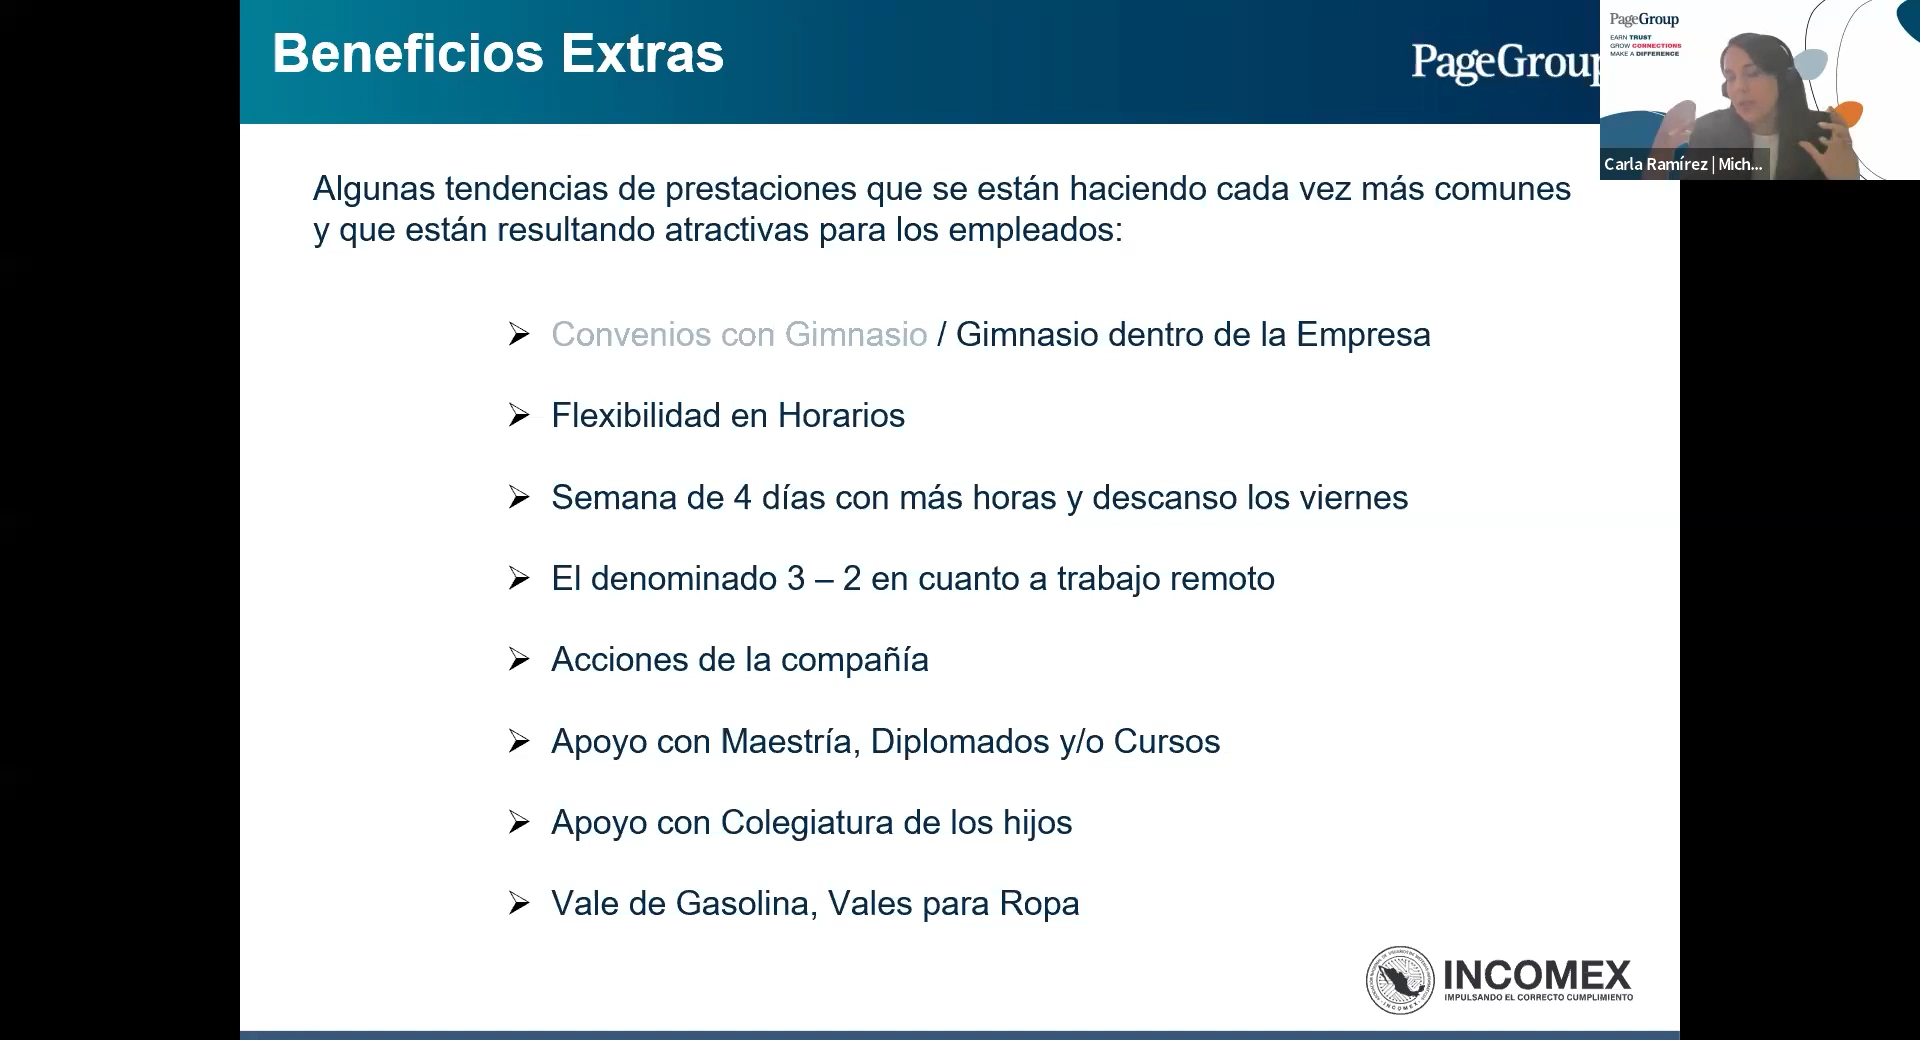 Beneficios Extras
PageGroup
PageGroup
EARN TRUST
GROW CONNECTIONS
MAKE A DIFFERENCE
Carla Ramírez | Mich...
Algunas tendencias de prestaciones que se están haciendo cada vez más comunes
y que están resultando atractivas para los empleados:
➢ Convenios con Gimnasio / Gimnasio dentro de la Empresa
➢ Flexibilidad en Horarios
➢ Semana de 4 días con más horas y descanso los viernes
➢ El denominado 3 – 2 en cuanto a trabajo remoto
➢ Acciones de la compañía
➢ Apoyo con Maestría, Diplomados y/o Cursos
➢ Apoyo con Colegiatura de los hijos
➢ Vale de Gasolina, Vales para Ropa
INCOMEX
IMPULSANDO EL CORRECTO CUMPLIMIENTO